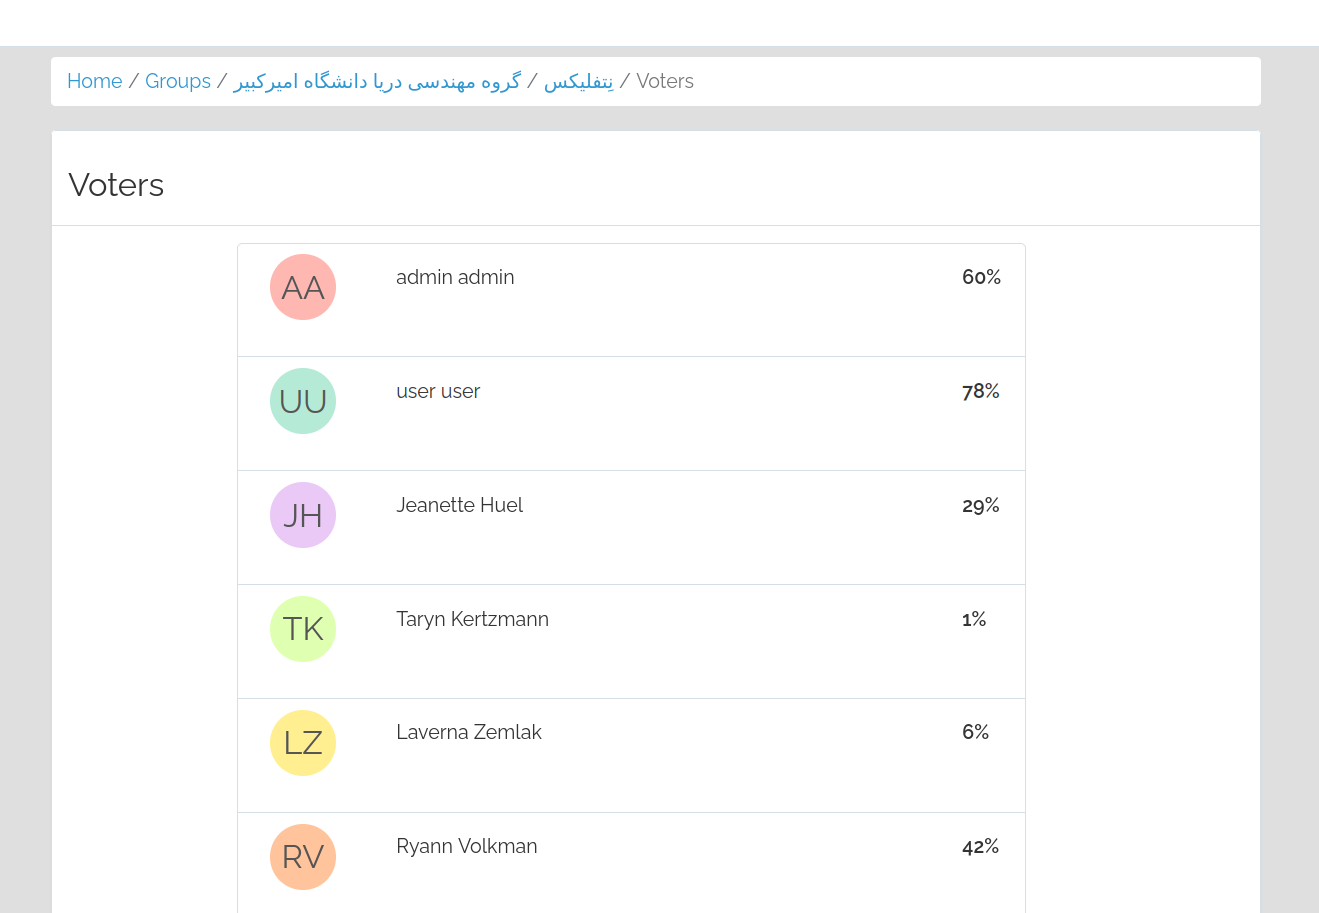 Home / Groups / گروه مهندسی دریا دانشگاه امیرکبیر / نِتفلیکس / Voters
Voters
AA admin admin 60%
UU user user 78%
JH Jeanette Huel 29%
TK Taryn Kertzmann 1%
LZ Laverna Zemlak 6%
RV Ryann Volkman 42%